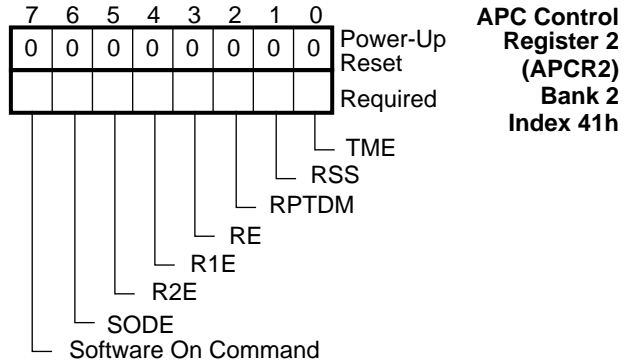 7 6 5 4 3 2 1 0
0 0 0 0 0 0 0 0
Power-Up
Reset
Required
TME
RSS
RPTDM
RE
R1E
R2E
SODE
Software On Command
APC Control
Register 2
(APCR2)
Bank 2
Index 41h